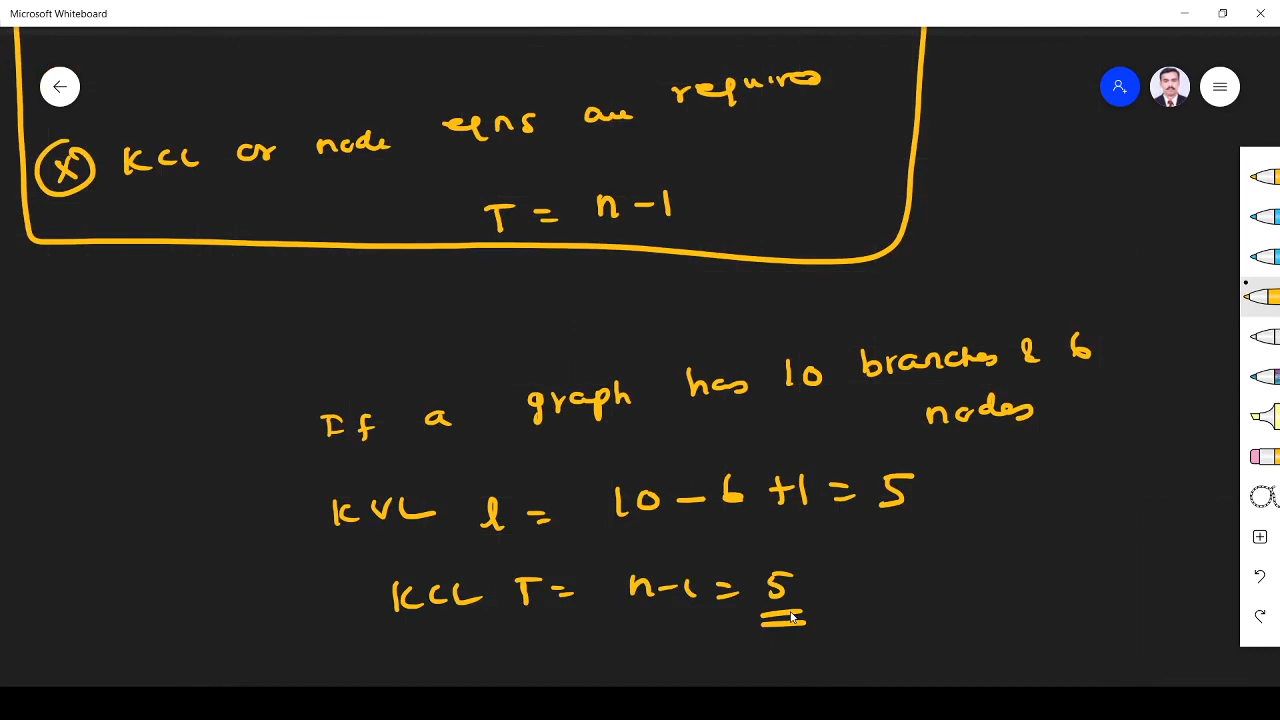 Microsoft Whiteboard
KCL or node eqns are required
T = n - 1
If a graph has 10 branches & 6
nodes
KVL l = 10 - 6 + 1 = 5
KCL T = n - 1 = 5